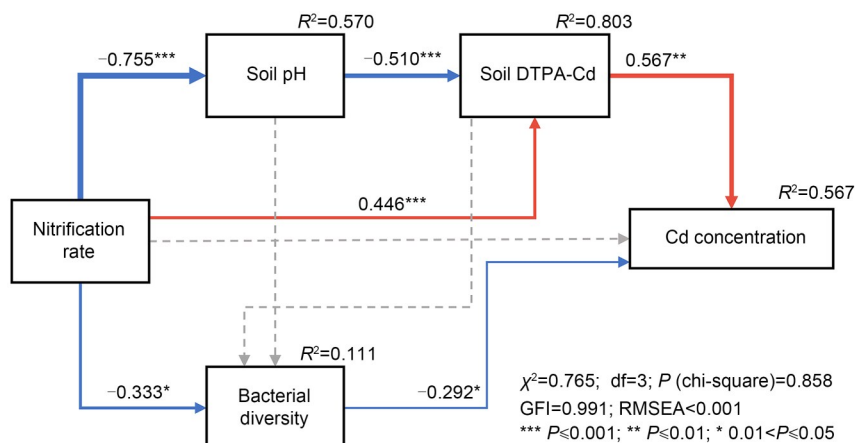 R²=0.570
R²=0.803
−0.755***
Soil pH
−0.510***
Soil DTPA-Cd
0.567**
R²=0.567
Nitrification
rate
0.446***
Cd concentration
R²=0.111
−0.333*
Bacterial
diversity
−0.292*
χ²=0.765; df=3; P (chi-square)=0.858
GFI=0.991; RMSEA<0.001
*** P≤0.001; ** P≤0.01; * 0.01<P≤0.05